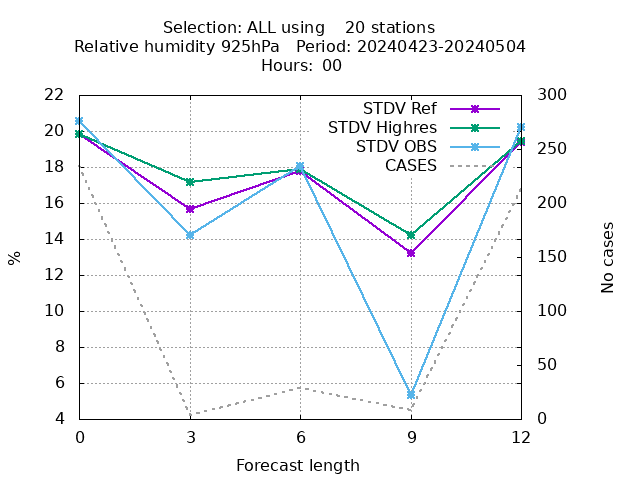 Selection: ALL using    20 stations
Relative humidity 925hPa   Period: 20240423-20240504
Hours: 00
STDV Ref
STDV Highres
STDV OBS
CASES
22
20
18
16
14
12
10
8
6
4
%
300
250
200
150
100
50
0
No cases
0 3 6 9 12
Forecast length